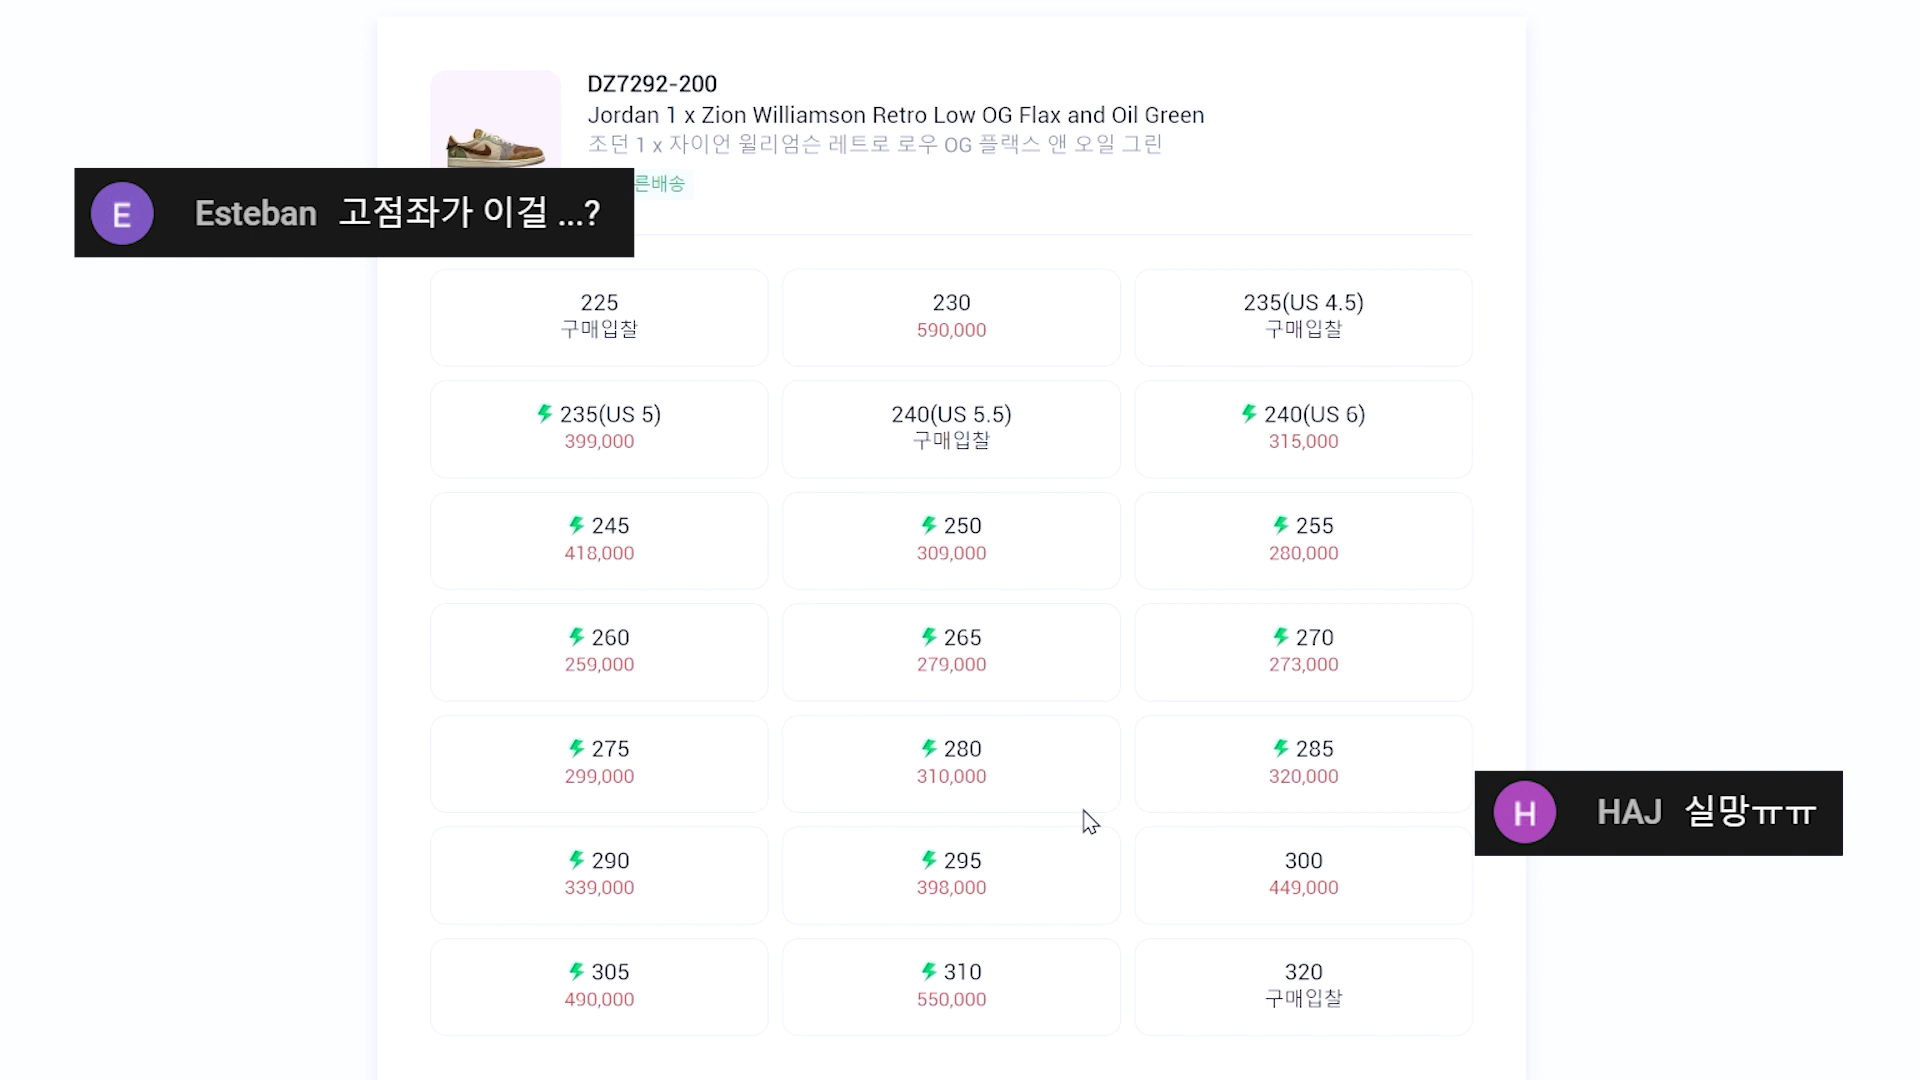 DZ7292-200
Jordan 1 x Zion Williamson Retro Low OG Flax and Oil Green
조던 1 x 자이언 윌리엄슨 레트로 로우 OG 플랙스 앤 오일 그린
른배송
E Esteban 고점좌가 이걸 ...?
225
구매입찰
230
590,000
235(US 4.5)
구매입찰
235(US 5)
399,000
240(US 5.5)
구매입찰
240(US 6)
315,000
245
418,000
250
309,000
255
280,000
260
259,000
265
279,000
270
273,000
275
299,000
280
310,000
285
320,000
H HAJ 실망ㅠㅠ
290
339,000
295
398,000
300
449,000
305
490,000
310
550,000
320
구매입찰